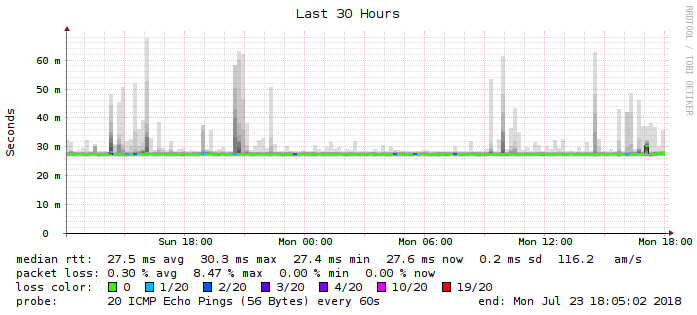 Last 30 Hours
RRDTOOL / TOBI OETIKER
Seconds
60 m
50 m
40 m
30 m
20 m
10 m
0
Sun 18:00 Mon 00:00 Mon 06:00 Mon 12:00 Mon 18:00
median rtt: 27.5 ms avg 30.3 ms max 27.4 ms min 27.6 ms now 0.2 ms sd 116.2 am/s
packet loss: 0.30 % avg 8.47 % max 0.00 % min 0.00 % now
loss color: 0 1/20 2/20 3/20 4/20 10/20 19/20
probe: 20 ICMP Echo Pings (56 Bytes) every 60s end: Mon Jul 23 18:05:02 2018